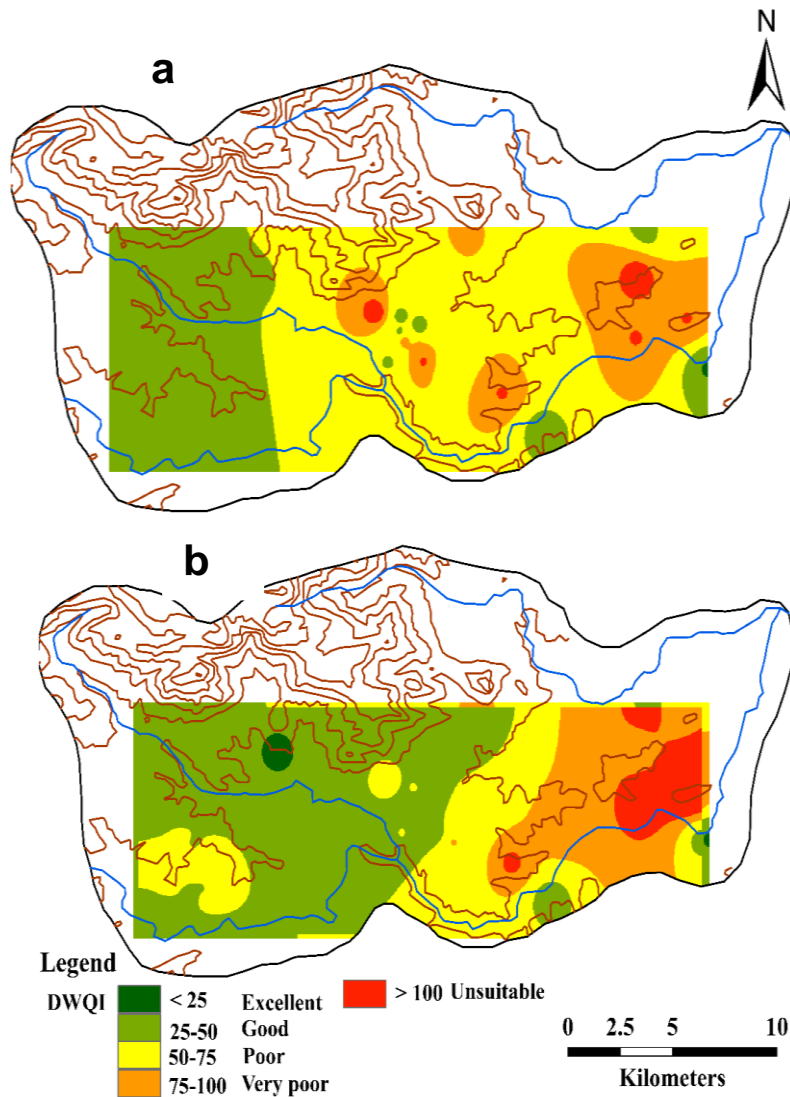 N
a
b
Legend
DWQI < 25 Excellent > 100 Unsuitable
25-50 Good
50-75 Poor
75-100 Very poor
0 2.5 5 10
Kilometers